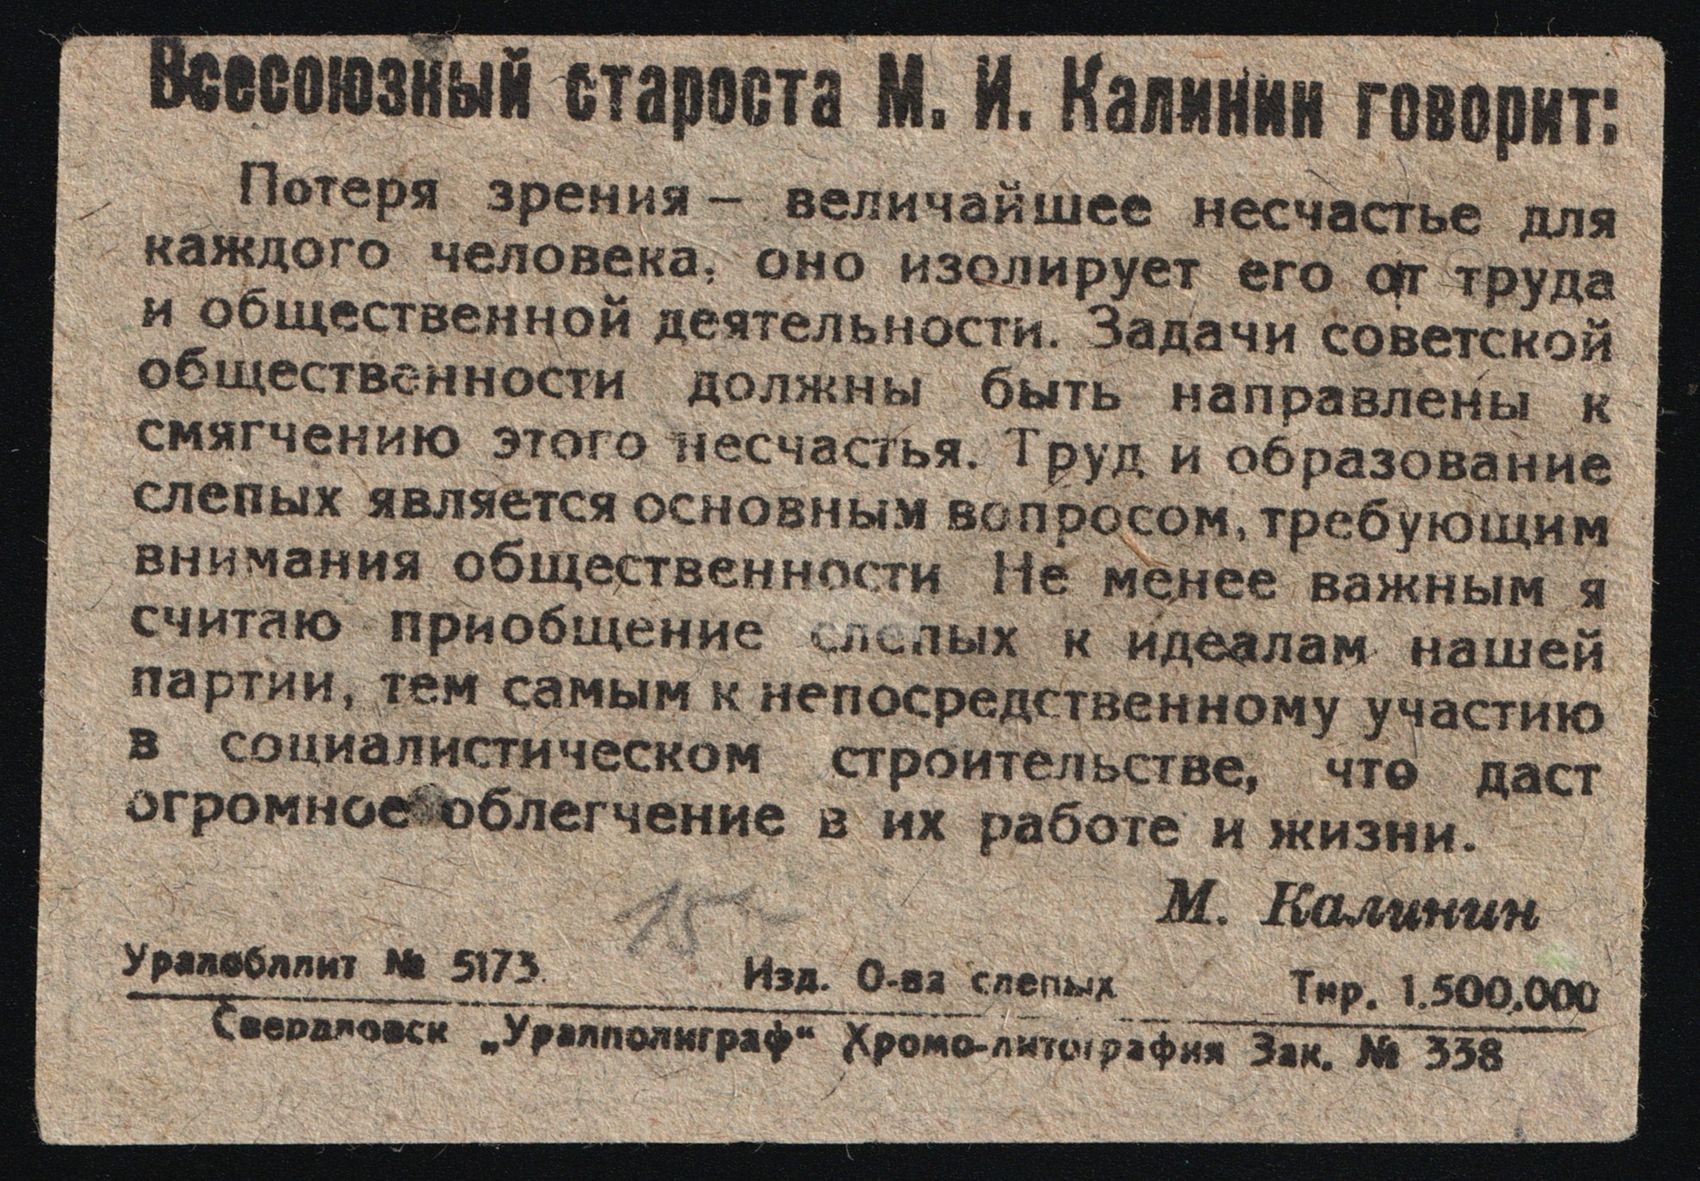 Всесоюзный староста М. И. Калинин говорит:
Потеря зрения — величайшее несчастье для
каждого человека, оно изолирует его от труда
и общественной деятельности. Задачи советской
общественности должны быть направлены к
смягчению этого несчастья. Труд и образование
слепых является основным вопросом, требующим
внимания общественности Не менее важным я
считаю приобщение слепых к идеалам нашей
партии, тем самым к непосредственному участию
в социалистическом строительстве, что даст
огромное облегчение в их работе и жизни.
М. Калинин
15
Уралобллит № 5173. Изд. О-ва слепых Тир. 1.500.000
Свердловск „Уралполиграф“ Хромо-литография Зак. № 338